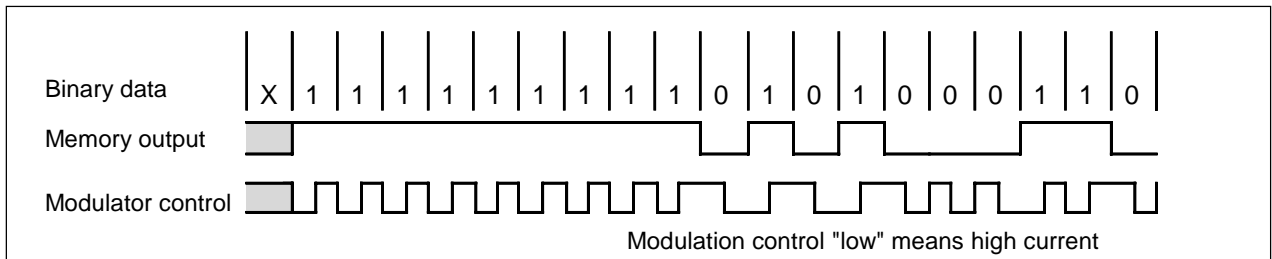 Binary data X 1 1 1 1 1 1 1 1 1 0 1 0 1 0 0 0 1 1 0
Memory output
Modulator control
Modulation control "low" means high current